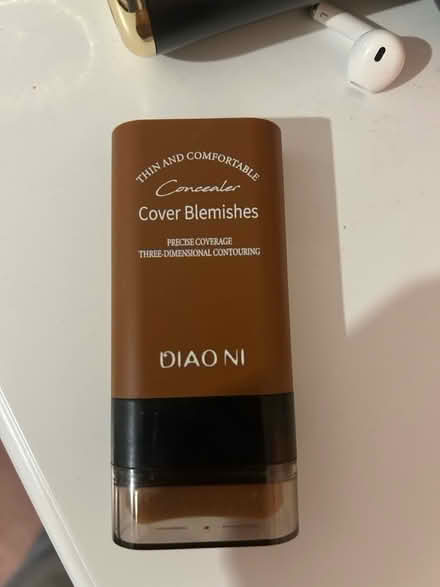 THIN AND COMFORTABLE
Concealer
Cover Blemishes
PRECISE COVERAGE
THREE-DIMENSIONAL CONTOURING
DIAO NI